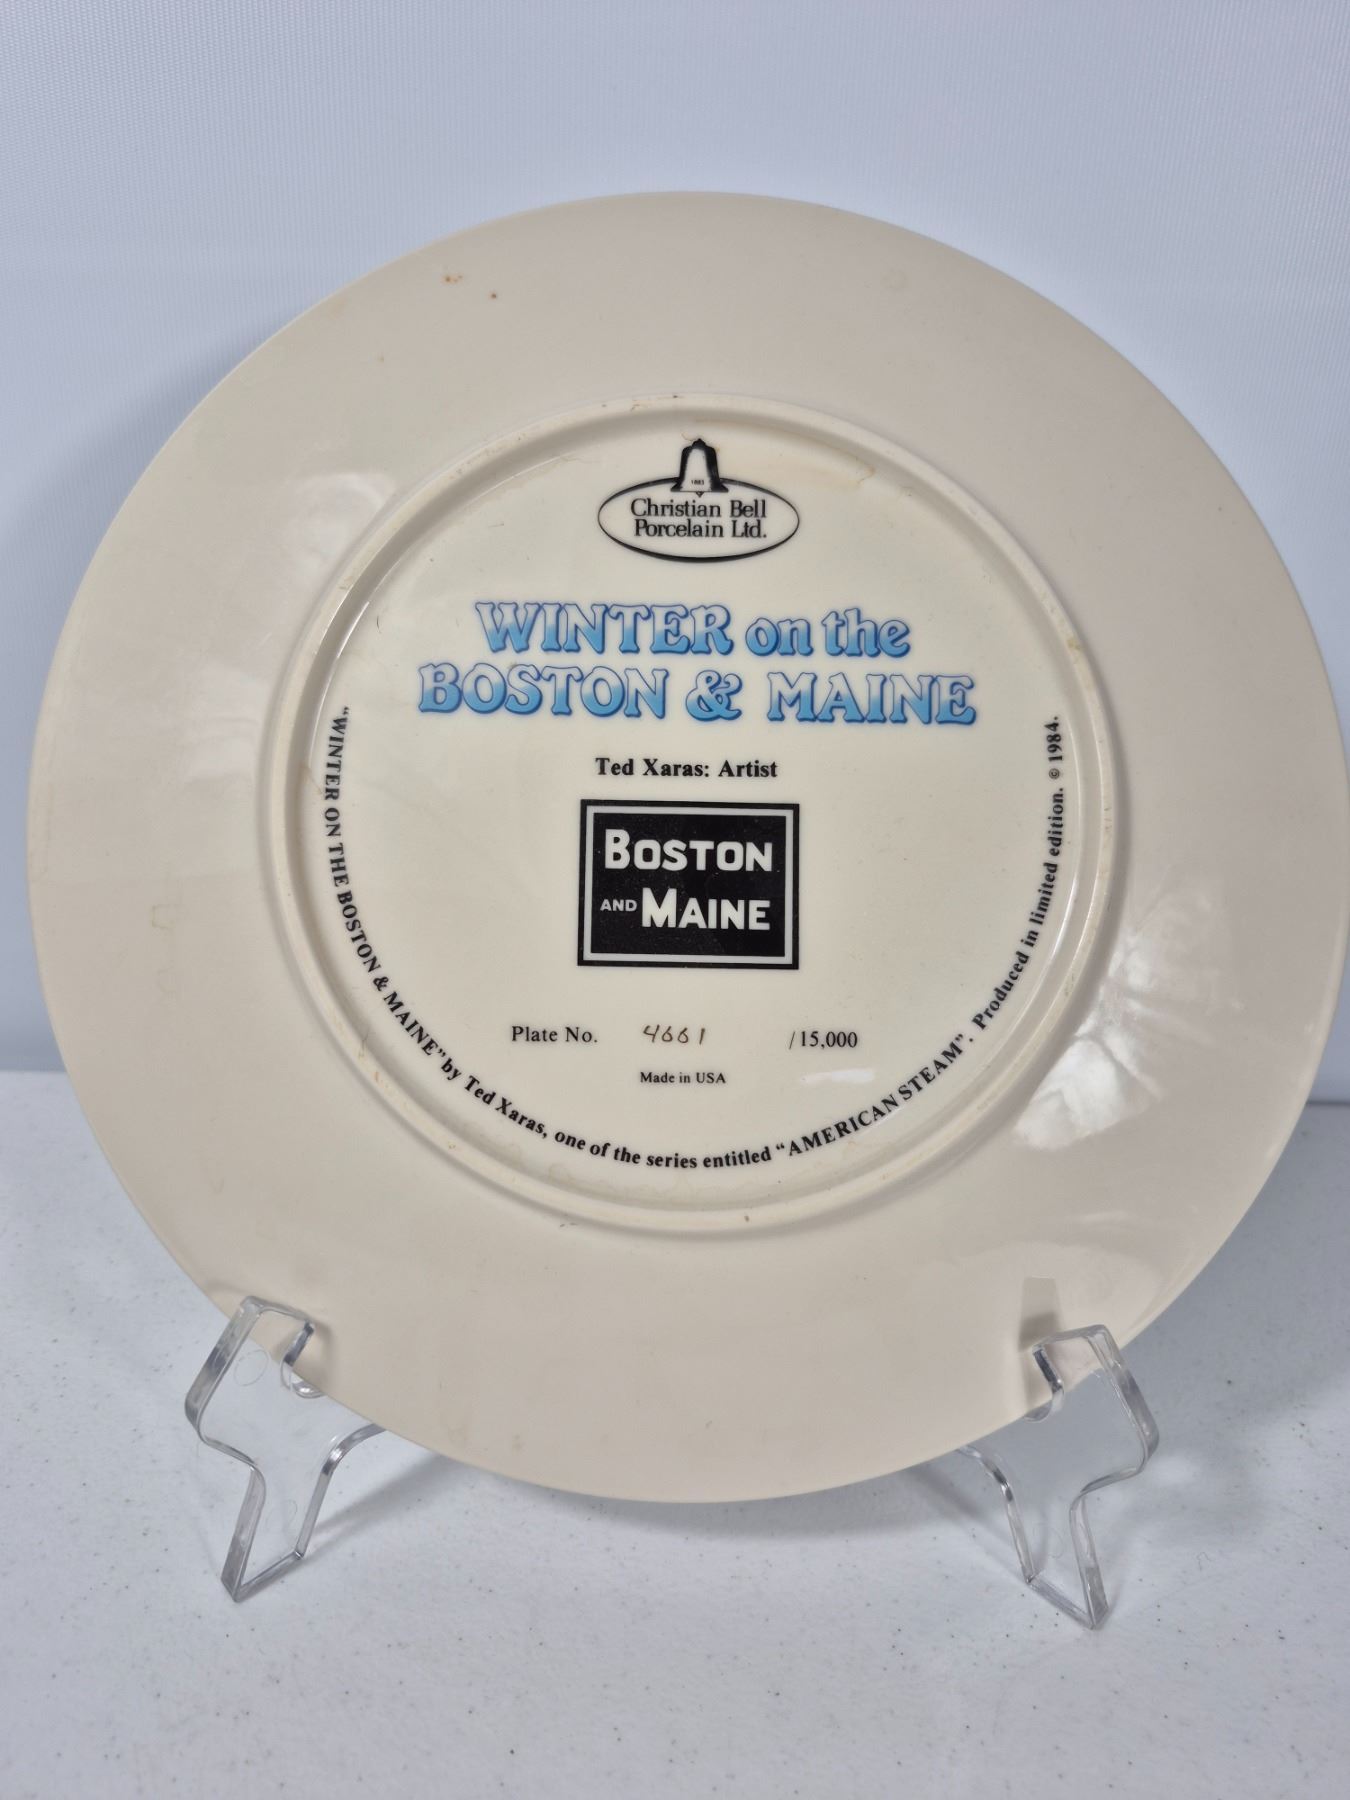 1883
Christian Bell
Porcelain Ltd.
WINTER on the
BOSTON & MAINE
Ted Xaras: Artist
BOSTON
AND MAINE
Plate No. 4661 /15,000
Made in USA
"WINTER ON THE BOSTON & MAINE" by Ted Xaras, one of the series entitled "AMERICAN STEAM". Produced in limited edition. © 1984.